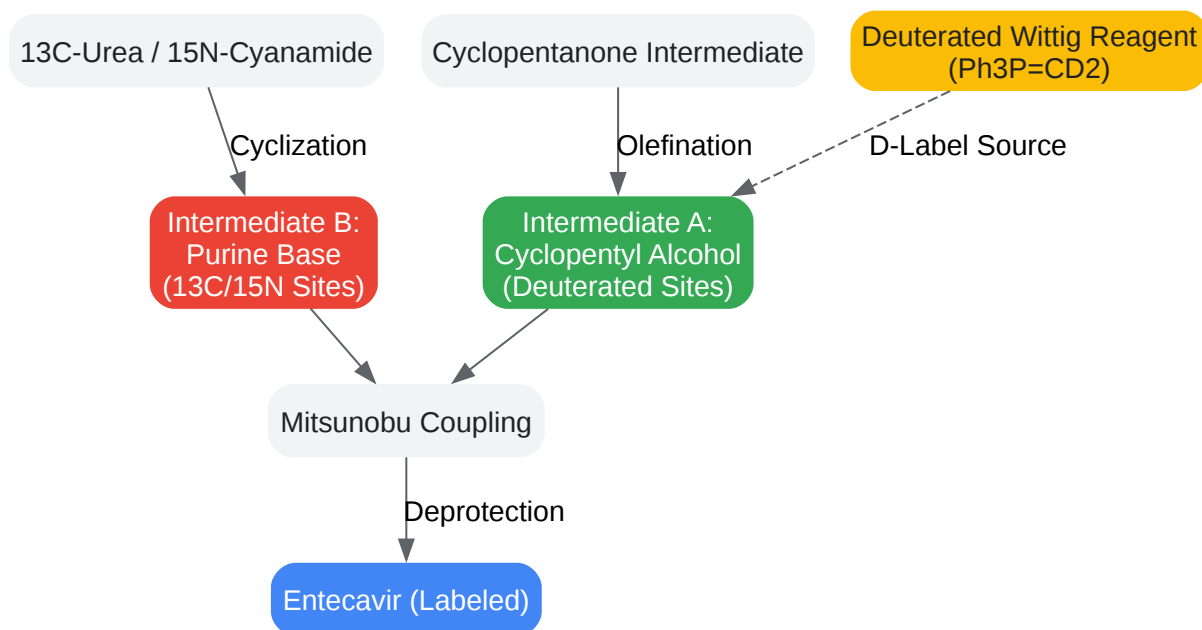 13C-Urea / 15N-Cyanamide
Cyclopentanone Intermediate
Deuterated Wittig Reagent
(Ph3P=CD2)
Cyclization
Olefination
D-Label Source
Intermediate B:
Purine Base
(13C/15N Sites)
Intermediate A:
Cyclopentyl Alcohol
(Deuterated Sites)
Mitsunobu Coupling
Deprotection
Entecavir (Labeled)